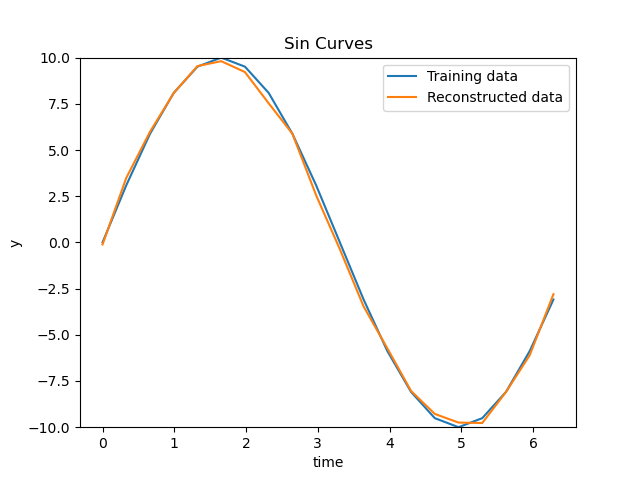 Sin Curves
Training data
Reconstructed data
y
10.0
7.5
5.0
2.5
0.0
−2.5
−5.0
−7.5
−10.0
0 1 2 3 4 5 6
time